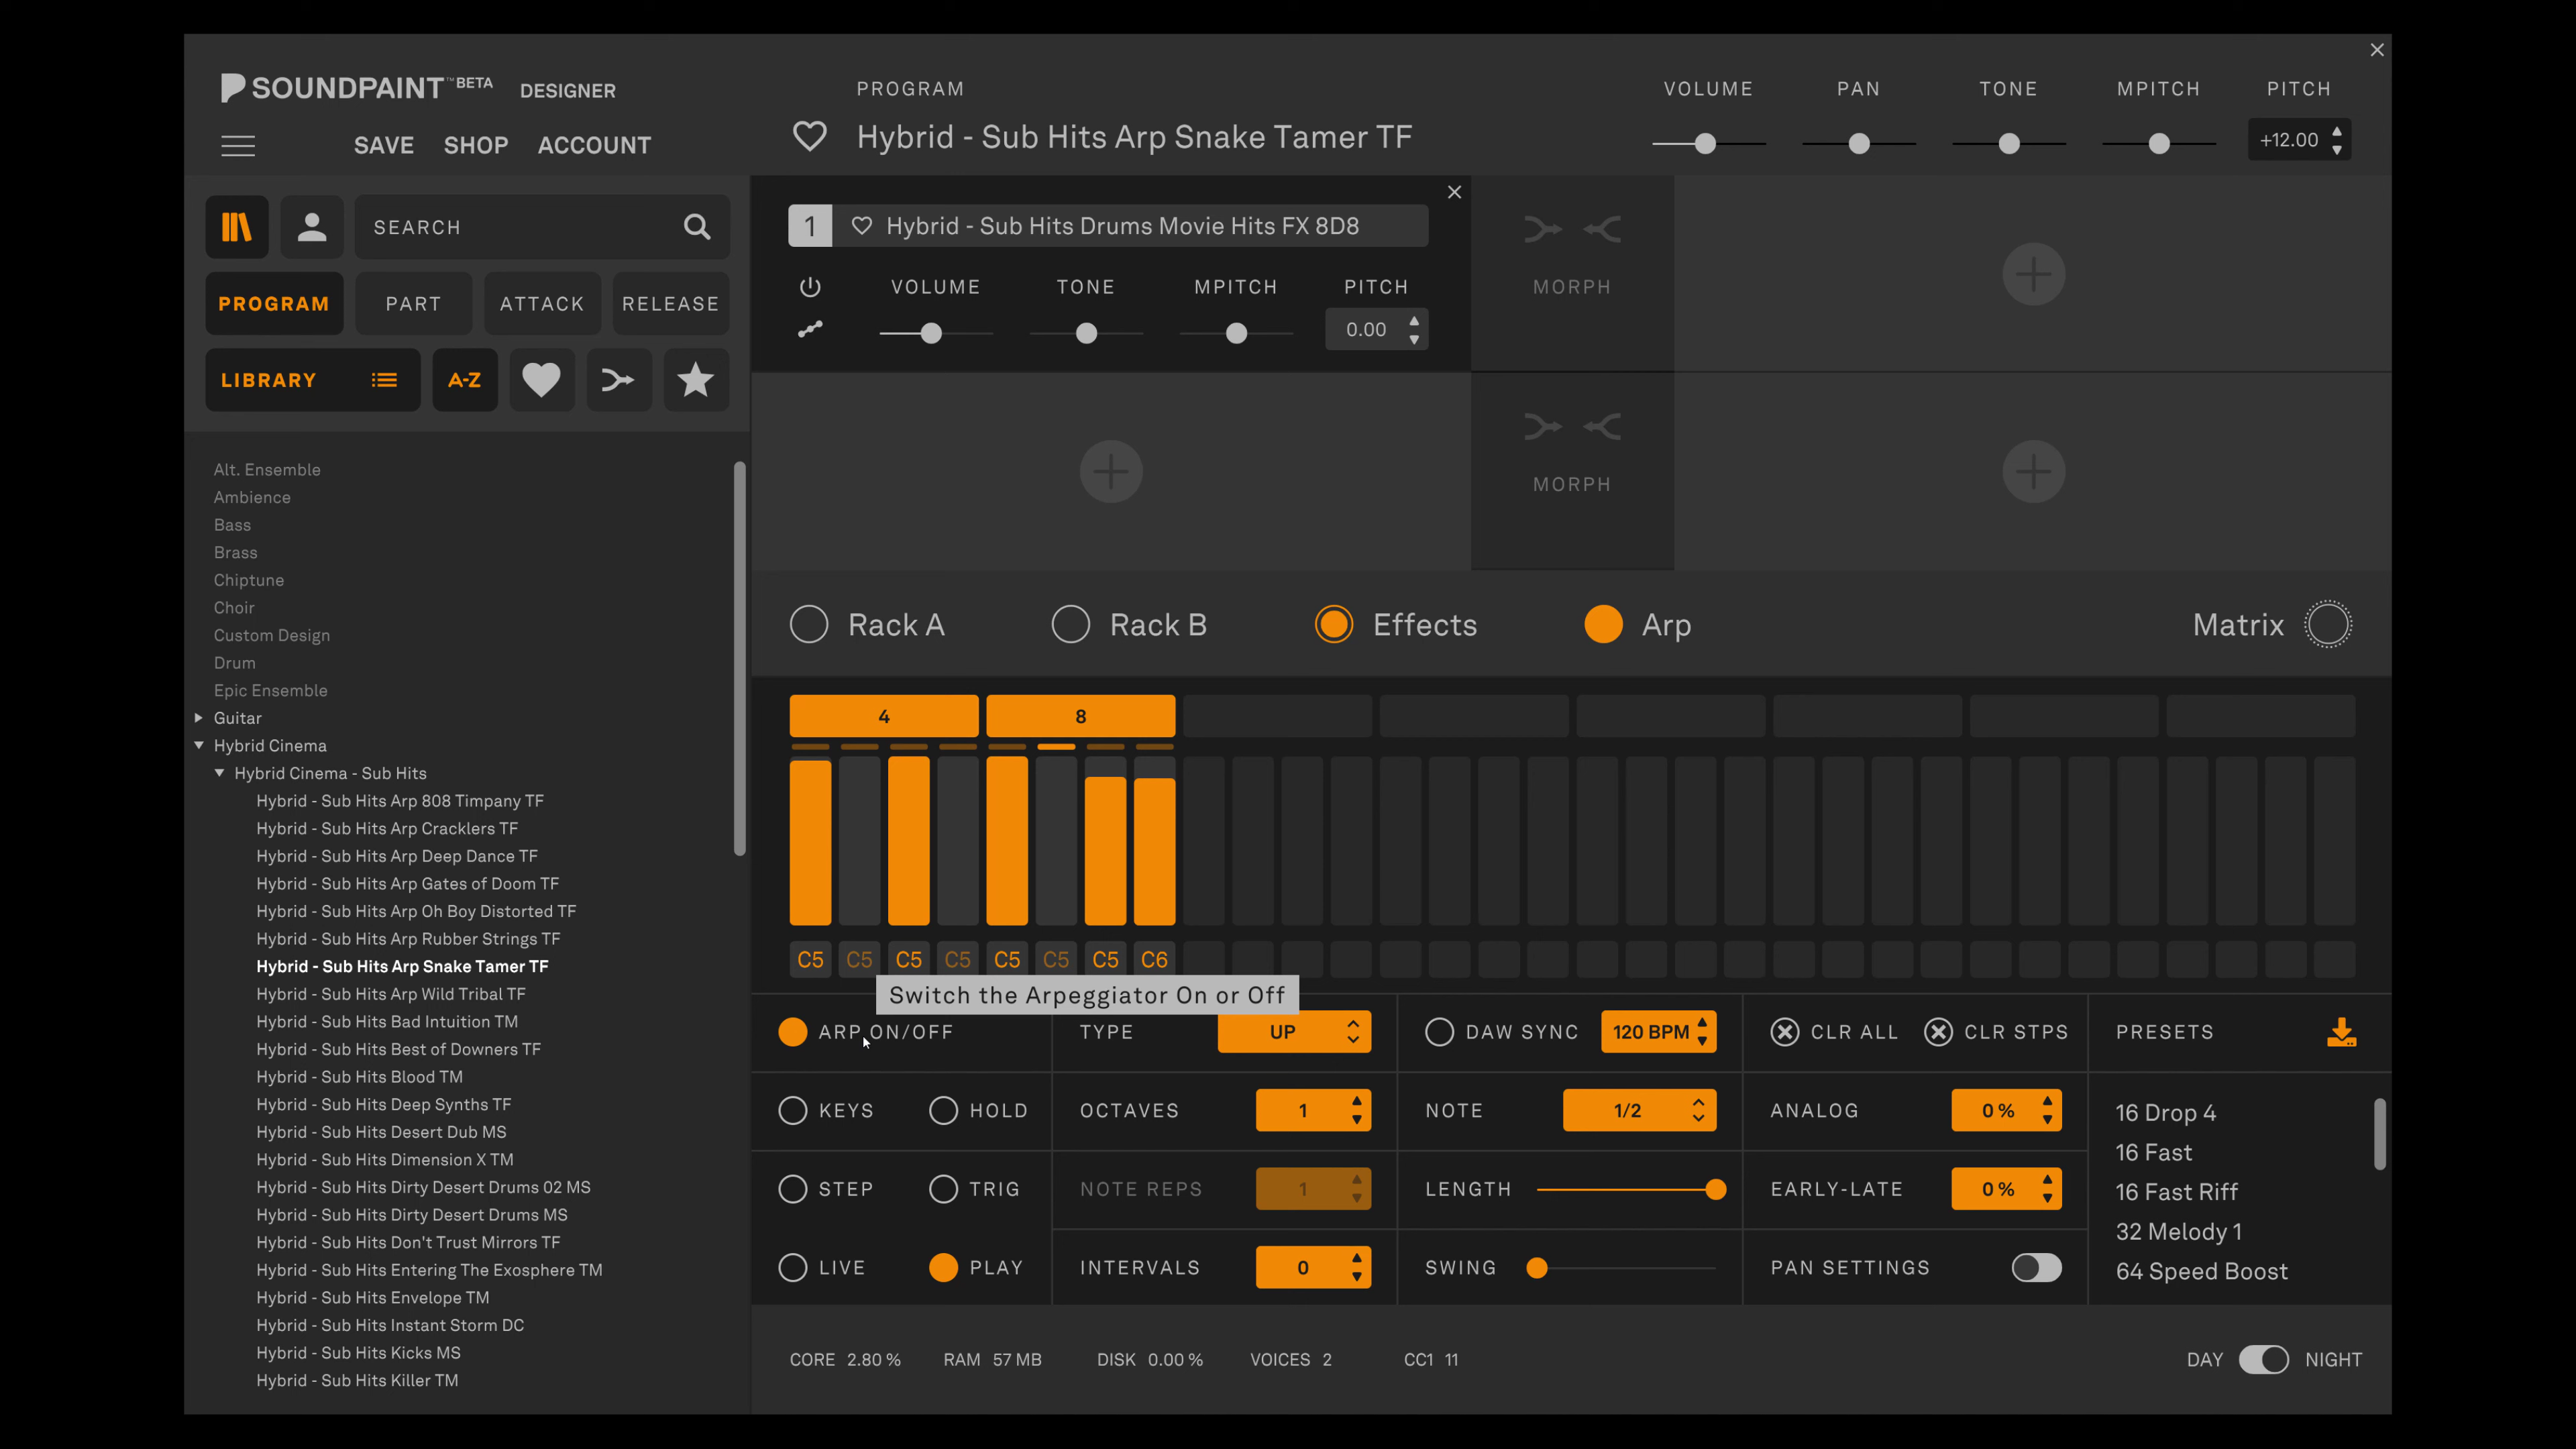 SOUNDPAINT™ BETA DESIGNER
SAVE SHOP ACCOUNT
PROGRAM
Hybrid - Sub Hits Arp Snake Tamer TF
VOLUME PAN TONE MPITCH PITCH
+12.00
SEARCH
PROGRAM PART ATTACK RELEASE
LIBRARY A-Z
1 Hybrid - Sub Hits Drums Movie Hits FX 8D8
VOLUME TONE MPITCH PITCH
0.00
MORPH
MORPH
Alt. Ensemble
Ambience
Bass
Brass
Chiptune
Choir
Custom Design
Drum
Epic Ensemble
Guitar
Hybrid Cinema
Hybrid Cinema - Sub Hits
Hybrid - Sub Hits Arp 808 Timpany TF
Hybrid - Sub Hits Arp Cracklers TF
Hybrid - Sub Hits Arp Deep Dance TF
Hybrid - Sub Hits Arp Gates of Doom TF
Hybrid - Sub Hits Arp Oh Boy Distorted TF
Hybrid - Sub Hits Arp Rubber Strings TF
Hybrid - Sub Hits Arp Snake Tamer TF
Hybrid - Sub Hits Arp Wild Tribal TF
Hybrid - Sub Hits Bad Intuition TM
Hybrid - Sub Hits Best of Downers TF
Hybrid - Sub Hits Blood TM
Hybrid - Sub Hits Deep Synths TF
Hybrid - Sub Hits Desert Dub MS
Hybrid - Sub Hits Dimension X TM
Hybrid - Sub Hits Dirty Desert Drums 02 MS
Hybrid - Sub Hits Dirty Desert Drums MS
Hybrid - Sub Hits Don't Trust Mirrors TF
Hybrid - Sub Hits Entering The Exosphere TM
Hybrid - Sub Hits Envelope TM
Hybrid - Sub Hits Instant Storm DC
Hybrid - Sub Hits Kicks MS
Hybrid - Sub Hits Killer TM
Rack A Rack B Effects Arp Matrix
4 8
C5 C5 C5 C5 C5 C5 C5 C6
Switch the Arpeggiator On or Off
ARP ON/OFF TYPE UP DAW SYNC 120 BPM CLR ALL CLR STPS PRESETS
KEYS HOLD OCTAVES 1 NOTE 1/2 ANALOG 0 %
STEP TRIG NOTE REPS 1 LENGTH EARLY-LATE 0 %
LIVE PLAY INTERVALS 0 SWING PAN SETTINGS
16 Drop 4
16 Fast
16 Fast Riff
32 Melody 1
64 Speed Boost
CORE 2.80 % RAM 57 MB DISK 0.00 % VOICES 2 CC1 11
DAY NIGHT